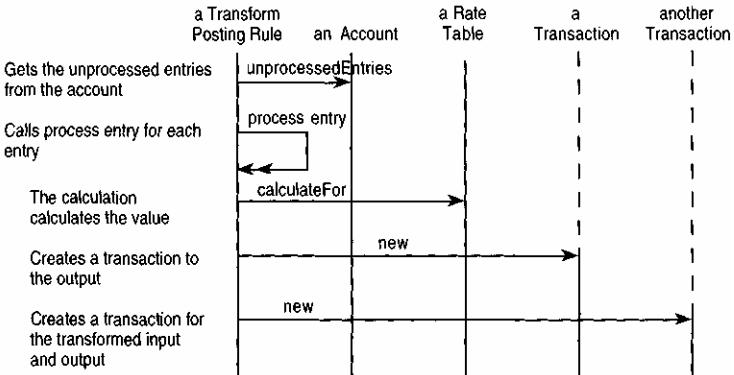 a Transform
Posting Rule
an Account
a Rate
Table
a
Transaction
another
Transaction
Gets the unprocessed entries
from the account
unprocessedEntries
Calls process entry for each
entry
process entry
The calculation
calculates the value
calculateFor
Creates a transaction to
the output
new
Creates a transaction for
the transformed input
and output
new